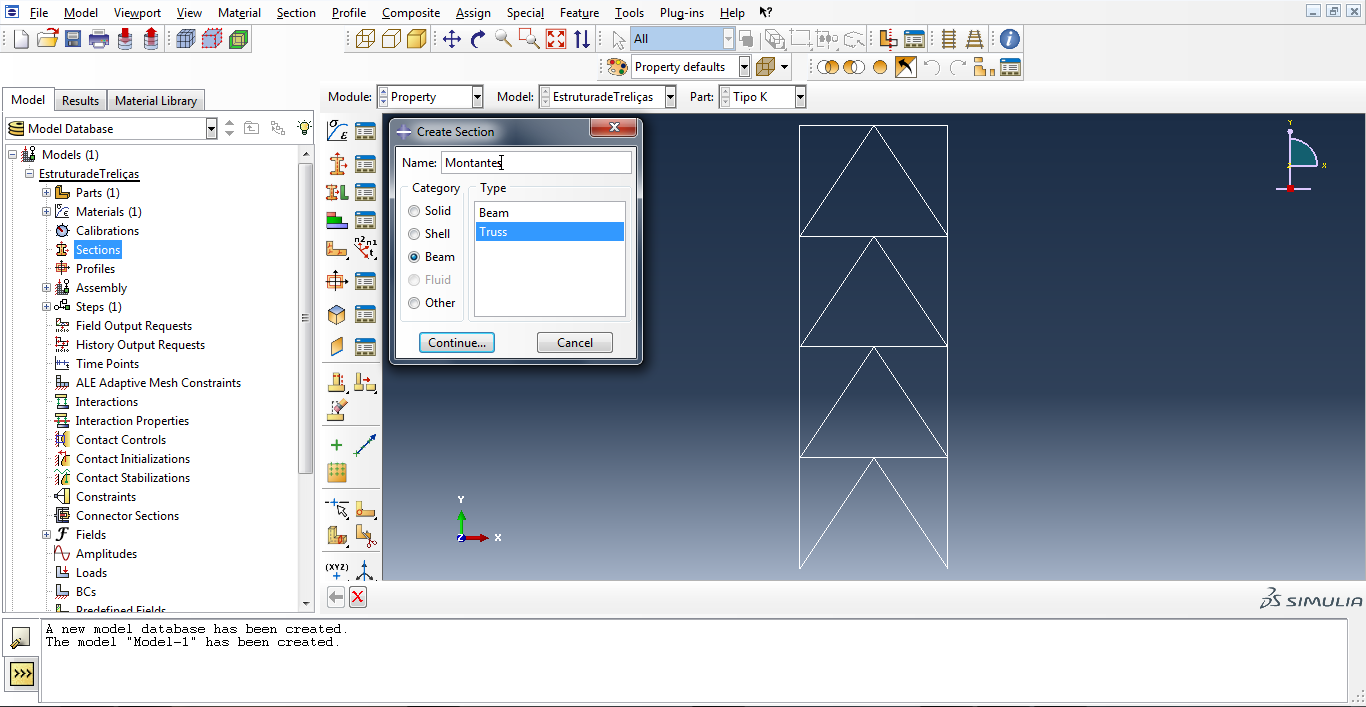 File Model Viewport View Material Section Profile Composite Assign Special Feature Tools Plug-ins Help
All
Property defaults
Model Results Material Library
Module: Property Model: EstruturadeTreliças Part: Tipo K
Model Database
Models (1)
EstruturadeTreliças
Parts (1)
Materials (1)
Calibrations
Sections
Profiles
Assembly
Steps (1)
Field Output Requests
History Output Requests
Time Points
ALE Adaptive Mesh Constraints
Interactions
Interaction Properties
Contact Controls
Contact Initializations
Contact Stabilizations
Constraints
Connector Sections
Fields
Amplitudes
Loads
BCs
Predefined Fields
n2 n1
t
(XYZ)
Create Section
Name: Montantes
Category Type
Solid
Shell
Beam
Fluid
Other
Beam
Truss
Continue... Cancel
Y
X
Y
Z X
SIMULIA
A new model database has been created.
The model "Model-1" has been created.
>>>